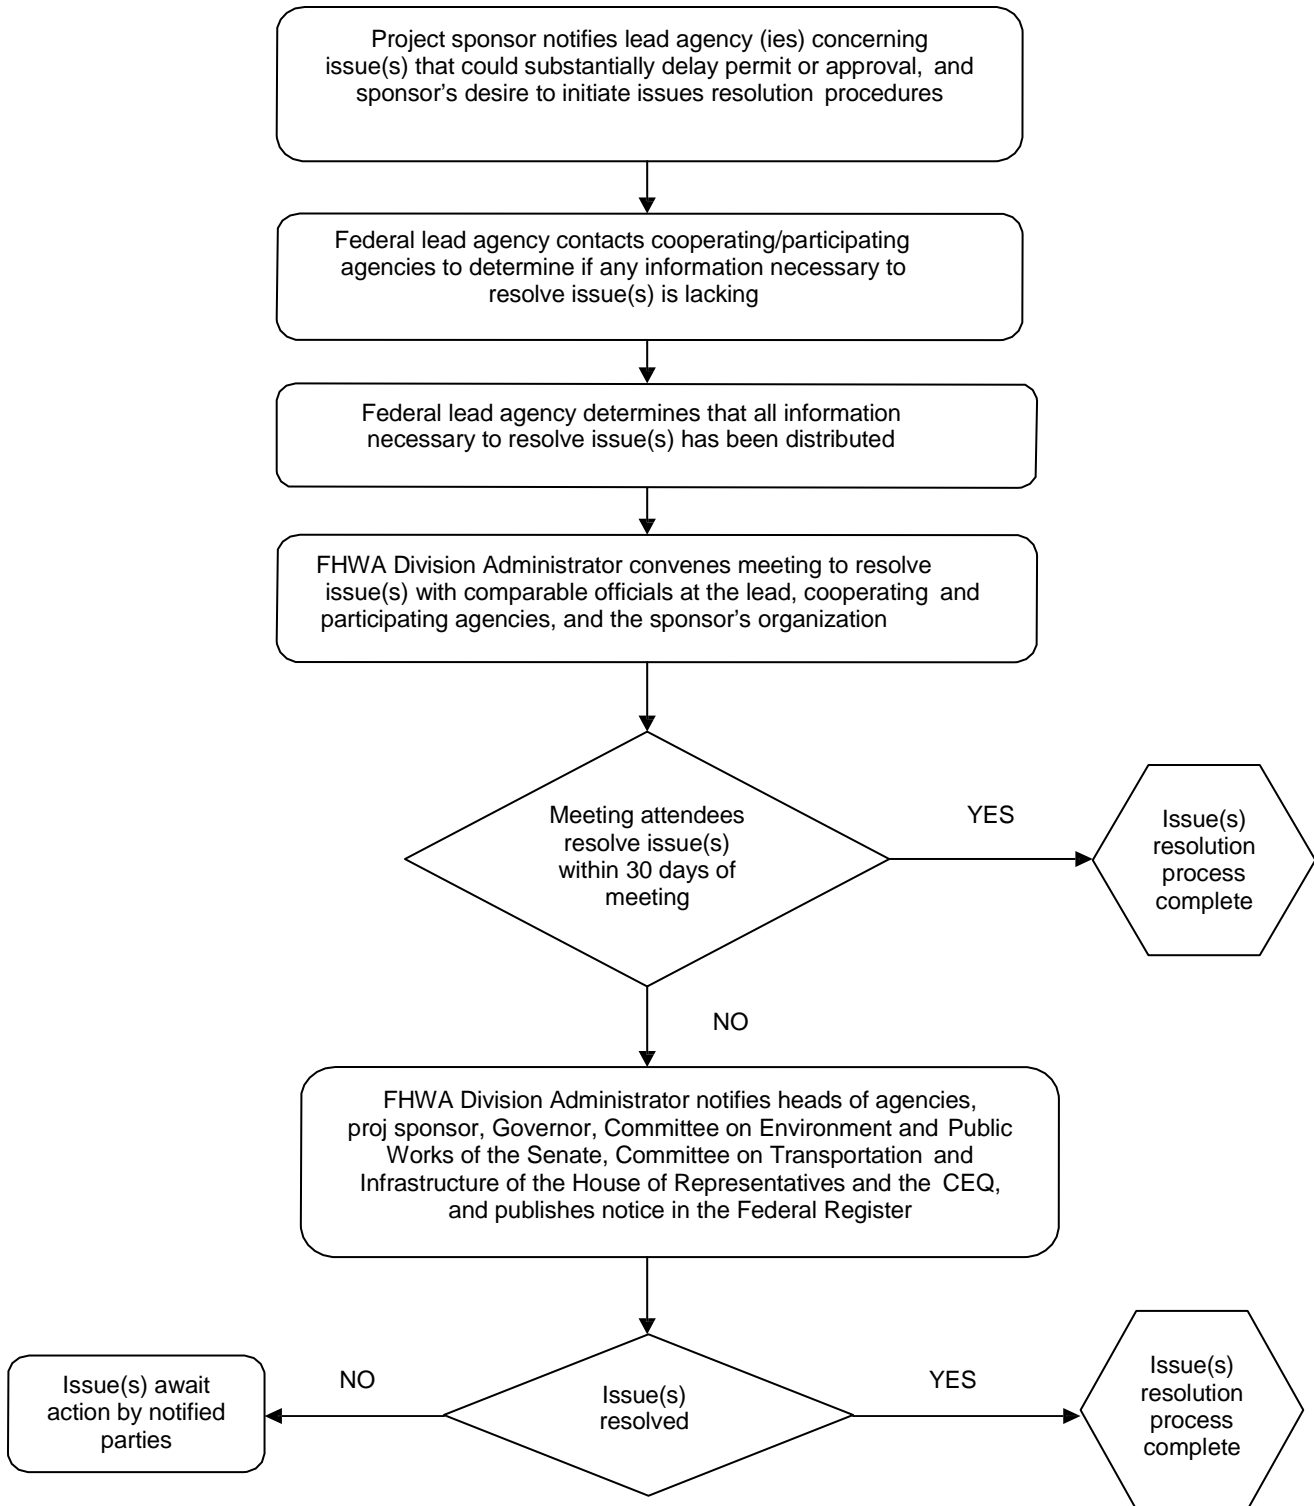 Project sponsor notifies lead agency (ies) concerning
issue(s) that could substantially delay permit or approval, and
sponsor's desire to initiate issues resolution procedures
Federal lead agency contacts cooperating/participating
agencies to determine if any information necessary to
resolve issue(s) is lacking
Federal lead agency determines that all information
necessary to resolve issue(s) has been distributed
FHWA Division Administrator convenes meeting to resolve
issue(s) with comparable officials at the lead, cooperating and
participating agencies, and the sponsor's organization
Meeting attendees
resolve issue(s)
within 30 days of
meeting
YES
Issue(s)
resolution
process
complete
NO
FHWA Division Administrator notifies heads of agencies,
proj sponsor, Governor, Committee on Environment and Public
Works of the Senate, Committee on Transportation and
Infrastructure of the House of Representatives and the CEQ,
and publishes notice in the Federal Register
Issue(s)
resolved
NO
Issue(s) await
action by notified
parties
YES
Issue(s)
resolution
process
complete